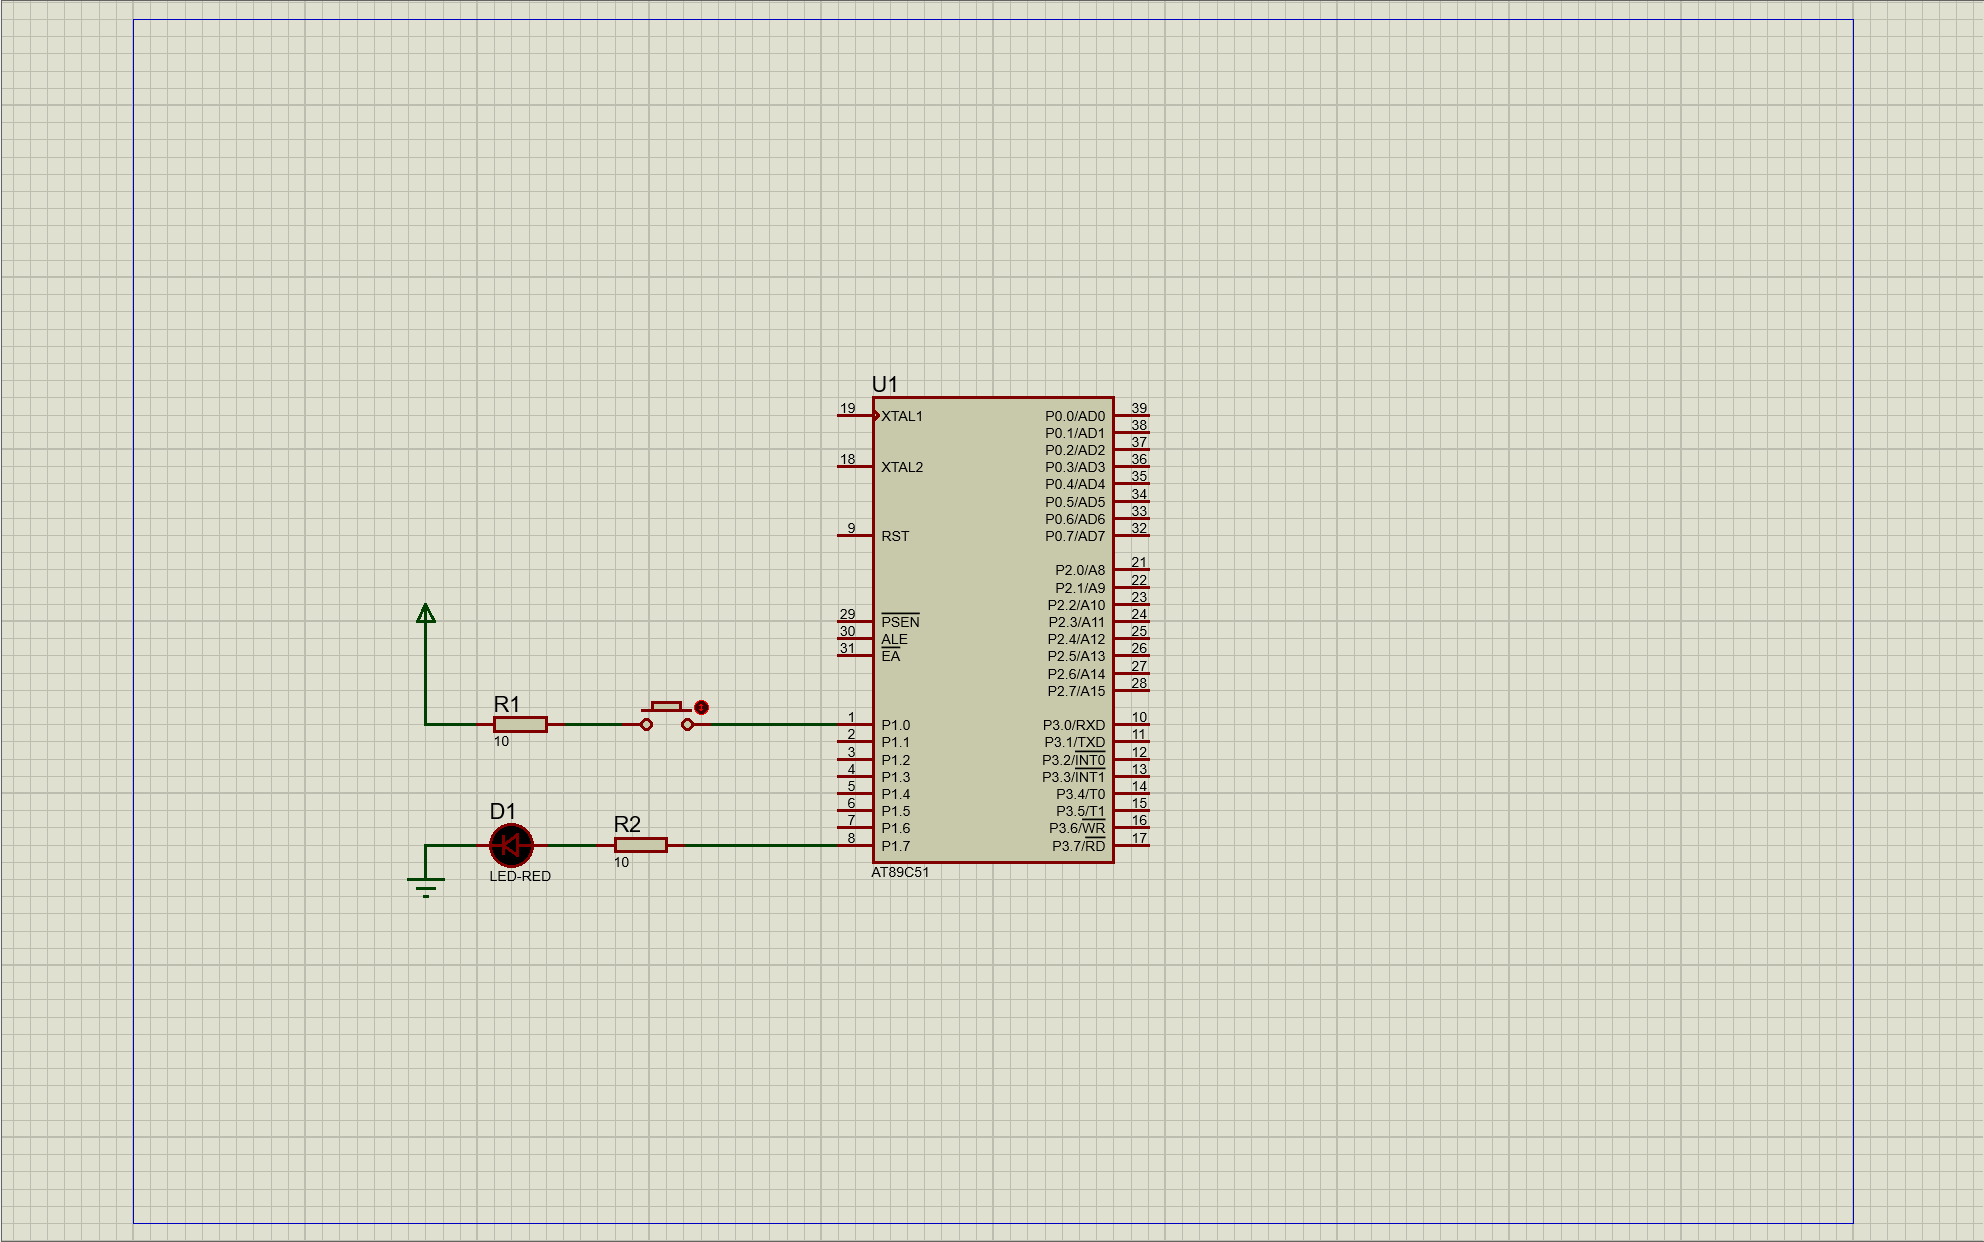 U1
19 XTAL1 P0.0/AD0 39
P0.1/AD1 38
P0.2/AD2 37
18 XTAL2 P0.3/AD3 36
P0.4/AD4 35
P0.5/AD5 34
P0.6/AD6 33
9 RST P0.7/AD7 32
P2.0/A8 21
P2.1/A9 22
P2.2/A10 23
29 PSEN P2.3/A11 24
30 ALE P2.4/A12 25
31 EA P2.5/A13 26
P2.6/A14 27
P2.7/A15 28
R1
10
1 P1.0 P3.0/RXD 10
2 P1.1 P3.1/TXD 11
3 P1.2 P3.2/INT0 12
4 P1.3 P3.3/INT1 13
5 P1.4 P3.4/T0 14
6 P1.5 P3.5/T1 15
7 P1.6 P3.6/WR 16
8 P1.7 P3.7/RD 17
D1
LED-RED
R2
10
AT89C51